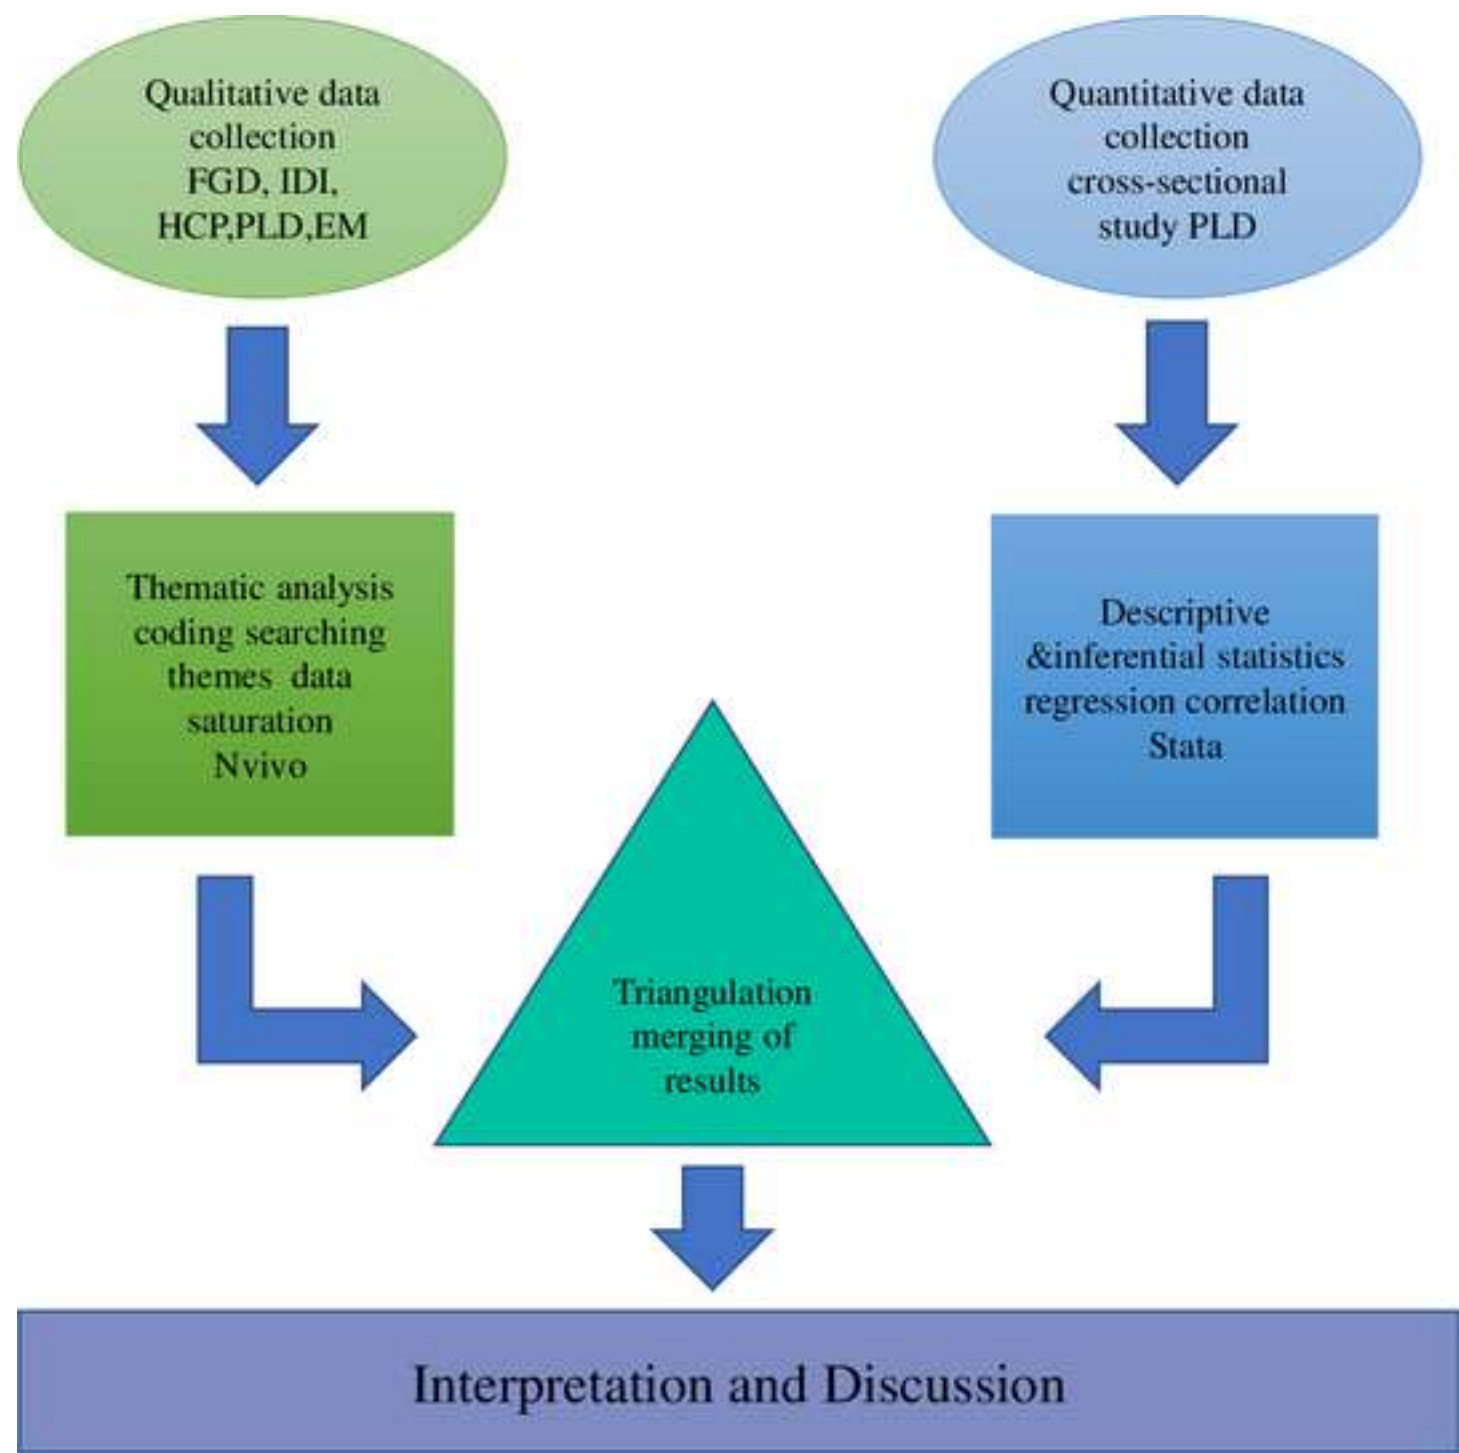 Qualitative data
collection
FGD, IDI,
HCP,PLD,EM
Quantitative data
collection
cross-sectional
study PLD
Thematic analysis
coding searching
themes data
saturation
Nvivo
Descriptive
&inferential statistics
regression correlation
Stata
Triangulation
merging of
results
Interpretation and Discussion